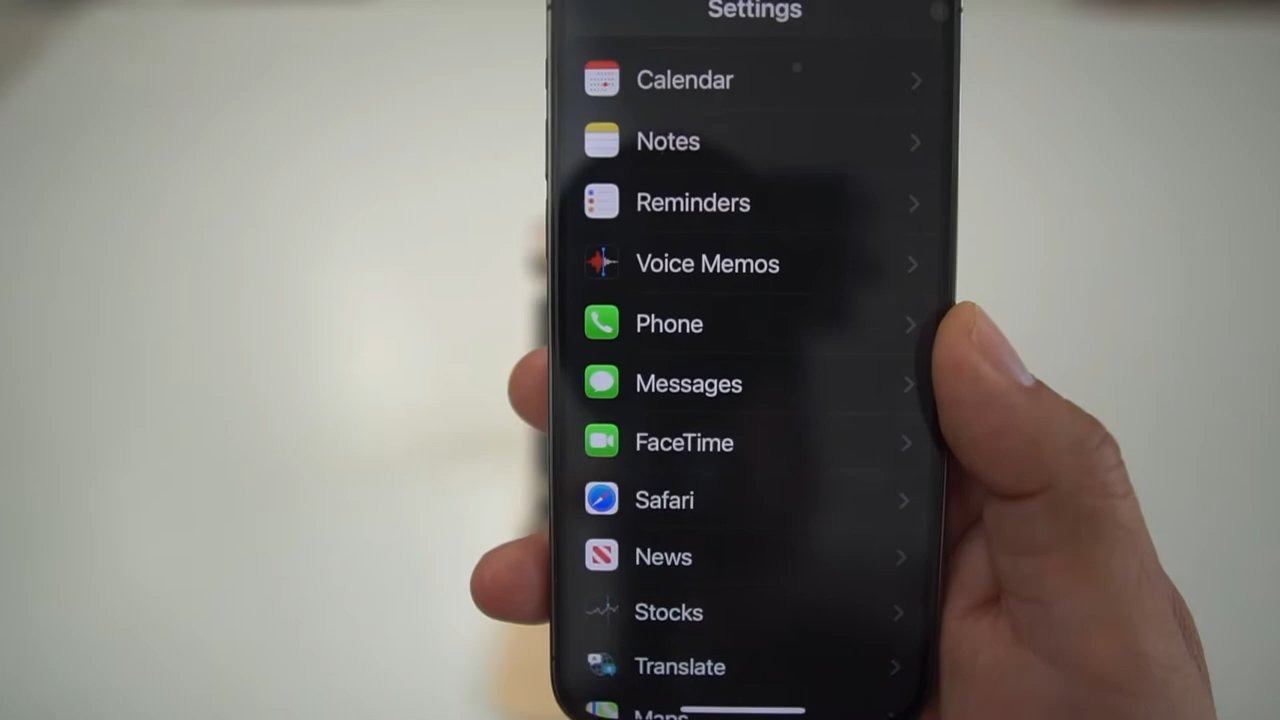 Settings
Calendar
Notes
Reminders
Voice Memos
Phone
Messages
FaceTime
Safari
News
Stocks
Translate
Maps